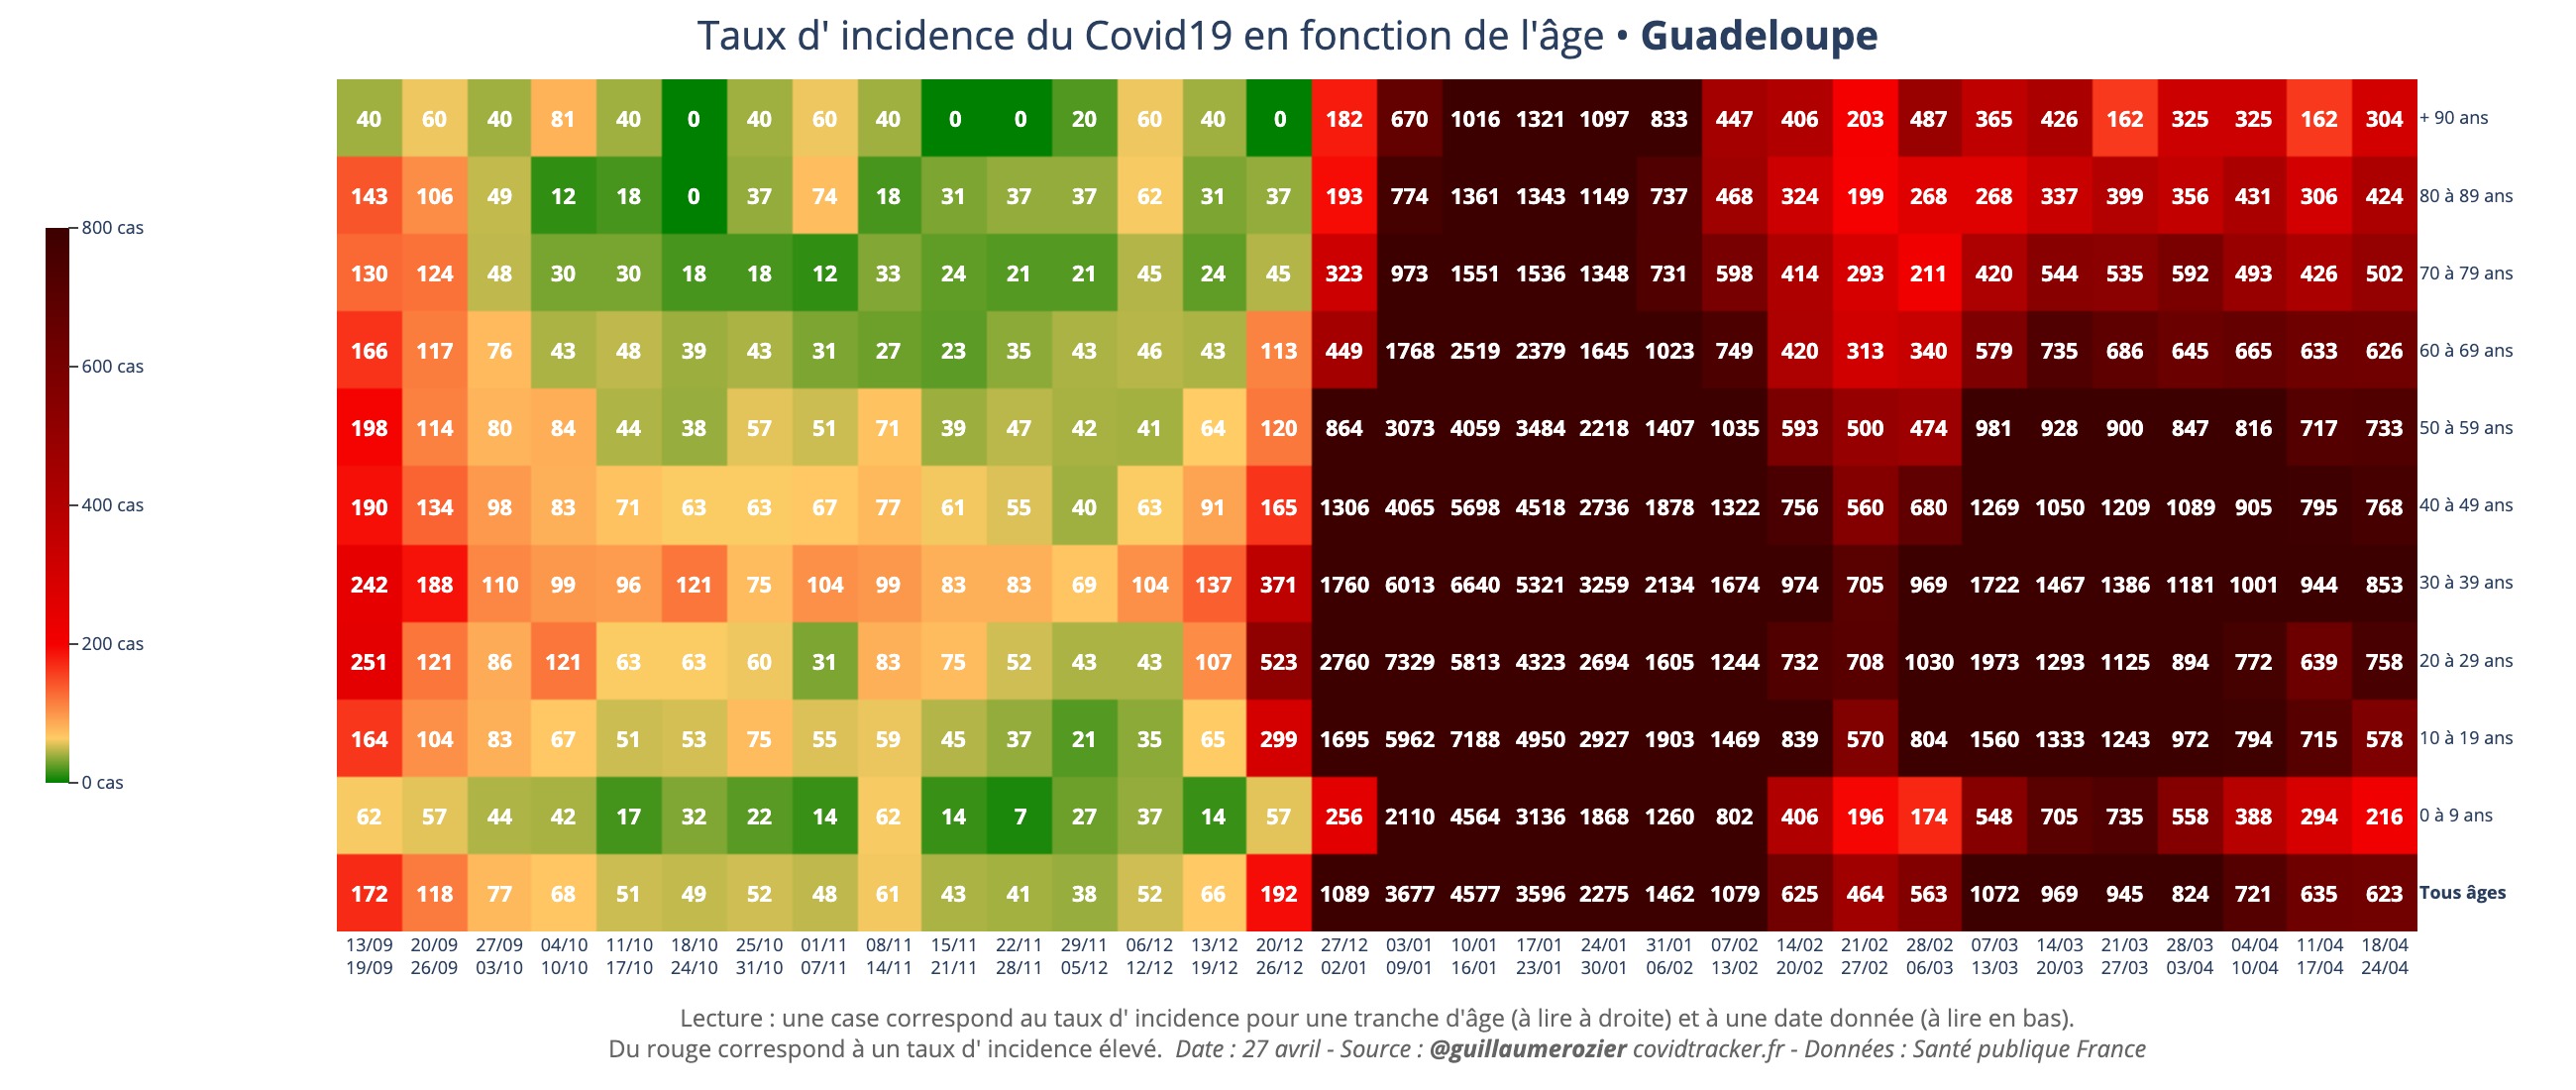 Taux d' incidence du Covid19 en fonction de l'âge • Guadeloupe
40 60 40 81 40 0 40 60 40 0 0 20 60 40 0 182 670 1016 1321 1097 833 447 406 203 487 365 426 162 325 325 162 304 + 90 ans
143 106 49 12 18 0 37 74 18 31 37 37 62 31 37 193 774 1361 1343 1149 737 468 324 199 268 268 337 399 356 431 306 424 80 à 89 ans
800 cas
130 124 48 30 30 18 18 12 33 24 21 21 45 24 45 323 973 1551 1536 1348 731 598 414 293 211 420 544 535 592 493 426 502 70 à 79 ans
166 117 76 43 48 39 43 31 27 23 35 43 46 43 113 449 1768 2519 2379 1645 1023 749 420 313 340 579 735 686 645 665 633 626 60 à 69 ans
600 cas
198 114 80 84 44 38 57 51 71 39 47 42 41 64 120 864 3073 4059 3484 2218 1407 1035 593 500 474 981 928 900 847 816 717 733 50 à 59 ans
400 cas
190 134 98 83 71 63 63 67 77 61 55 40 63 91 165 1306 4065 5698 4518 2736 1878 1322 756 560 680 1269 1050 1209 1089 905 795 768 40 à 49 ans
242 188 110 99 96 121 75 104 99 83 83 69 104 137 371 1760 6013 6640 5321 3259 2134 1674 974 705 969 1722 1467 1386 1181 1001 944 853 30 à 39 ans
200 cas
251 121 86 121 63 63 60 31 83 75 52 43 43 107 523 2760 7329 5813 4323 2694 1605 1244 732 708 1030 1973 1293 1125 894 772 639 758 20 à 29 ans
164 104 83 67 51 53 75 55 59 45 37 21 35 65 299 1695 5962 7188 4950 2927 1903 1469 839 570 804 1560 1333 1243 972 794 715 578 10 à 19 ans
0 cas
62 57 44 42 17 32 22 14 62 14 7 27 37 14 57 256 2110 4564 3136 1868 1260 802 406 196 174 548 705 735 558 388 294 216 0 à 9 ans
172 118 77 68 51 49 52 48 61 43 41 38 52 66 192 1089 3677 4577 3596 2275 1462 1079 625 464 563 1072 969 945 824 721 635 623 Tous âges
13/09 20/09 27/09 04/10 11/10 18/10 25/10 01/11 08/11 15/11 22/11 29/11 06/12 13/12 20/12 27/12 03/01 10/01 17/01 24/01 31/01 07/02 14/02 21/02 28/02 07/03 14/03 21/03 28/03 04/04 11/04 18/04
19/09 26/09 03/10 10/10 17/10 24/10 31/10 07/11 14/11 21/11 28/11 05/12 12/12 19/12 26/12 02/01 09/01 16/01 23/01 30/01 06/02 13/02 20/02 27/02 06/03 13/03 20/03 27/03 03/04 10/04 17/04 24/04
Lecture : une case correspond au taux d' incidence pour une tranche d'âge (à lire à droite) et à une date donnée (à lire en bas).
Du rouge correspond à un taux d' incidence élevé. Date : 27 avril - Source : @guillaumerozier covidtracker.fr - Données : Santé publique France